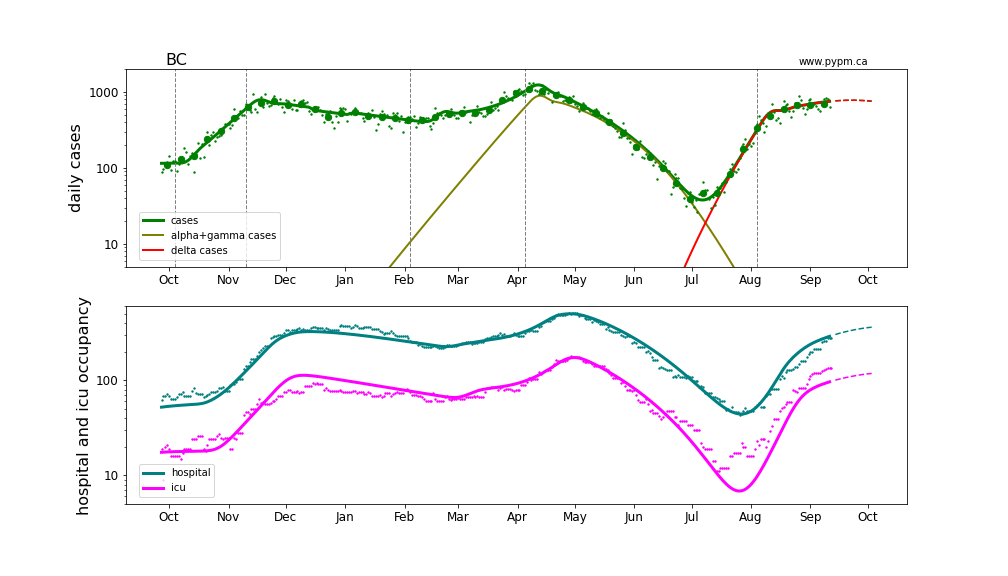 BC
www.pypm.ca
daily cases
1000
100
10
cases
alpha+gamma cases
delta cases
Oct Nov Dec Jan Feb Mar Apr May Jun Jul Aug Sep Oct
hospital and icu occupancy
100
10
hospital
icu
Oct Nov Dec Jan Feb Mar Apr May Jun Jul Aug Sep Oct